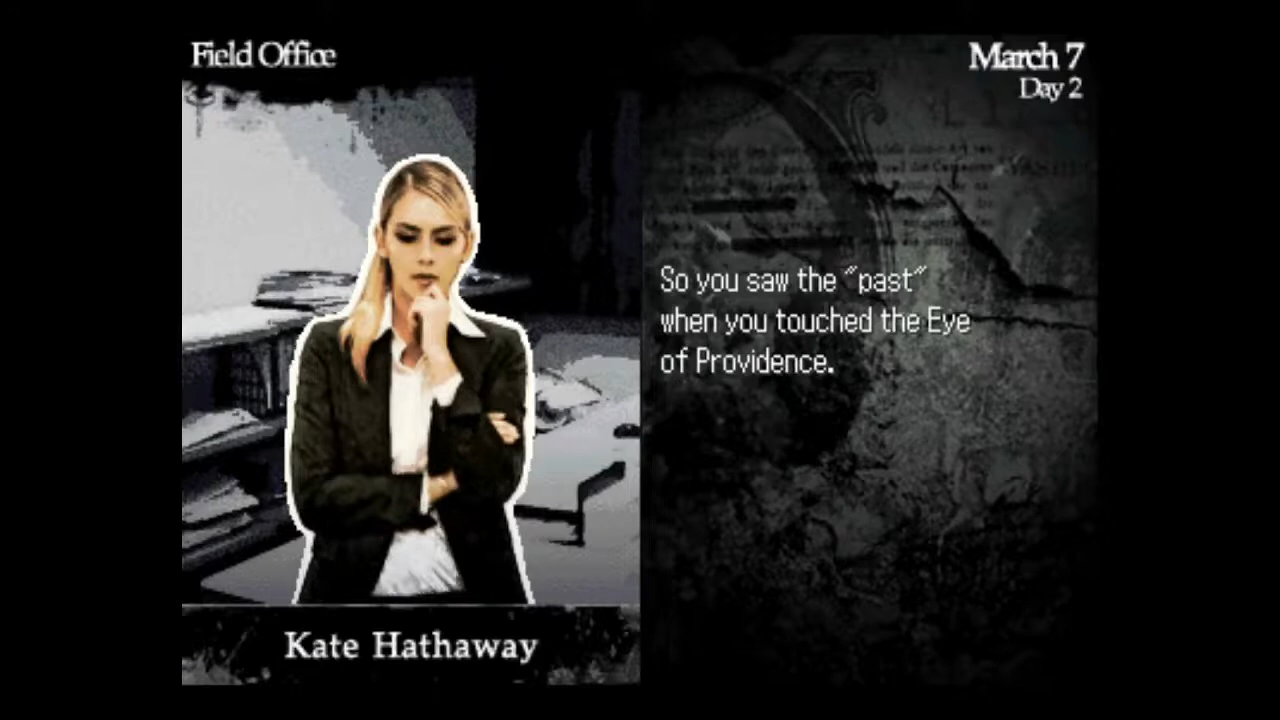 Field Office
March 7
Day 2
So you saw the "past"
when you touched the Eye
of Providence.
Kate Hathaway